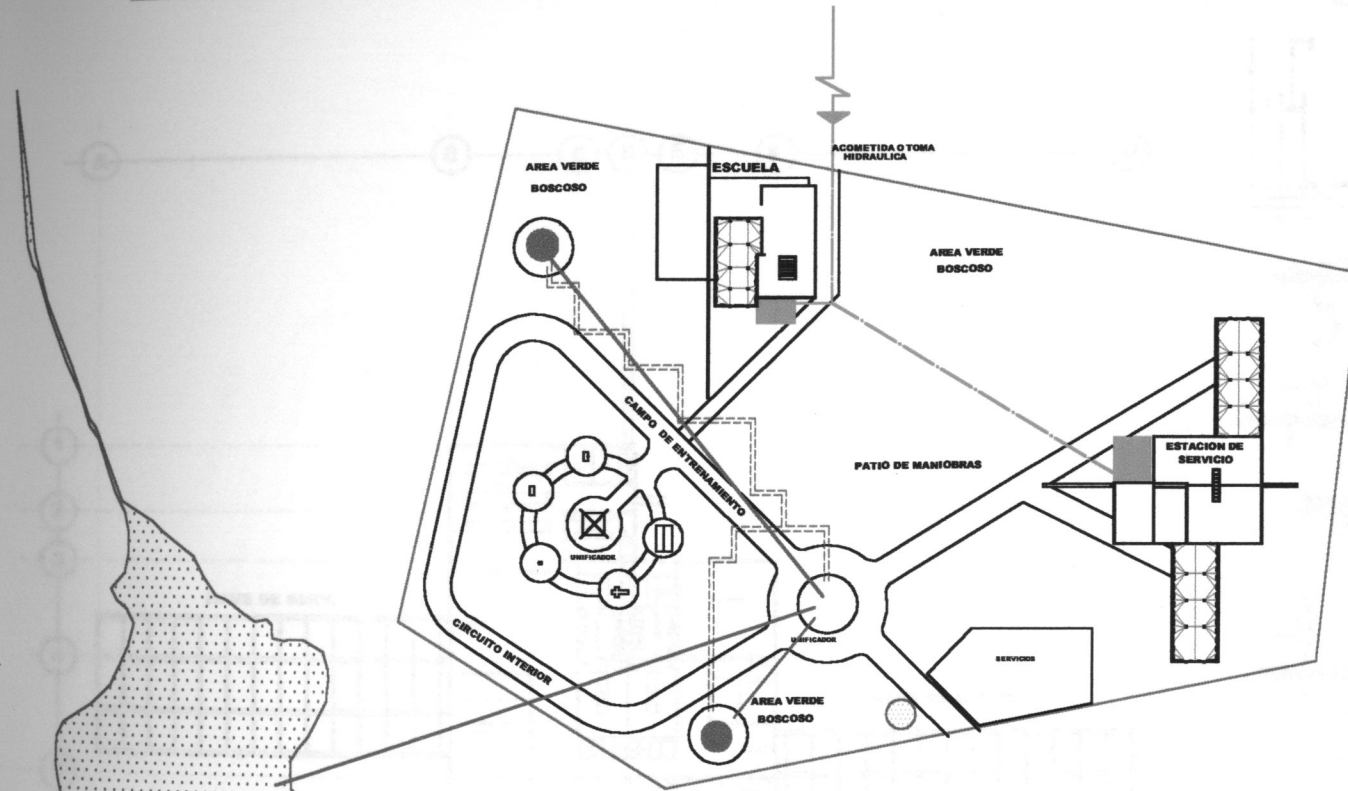 AREA VERDE
BOSCOSO
ESCUELA
ACOMETIDA O TOMA
HIDRAULICA
AREA VERDE
BOSCOSO
CAMPO DE ENTRENAMIENTO
PATIO DE MANIOBRAS
ESTACION DE
SERVICIO
UNIFICADOR
CIRCUITO INTERIOR
UNIFICADOR
SERVICIOS
AREA VERDE
BOSCOSO